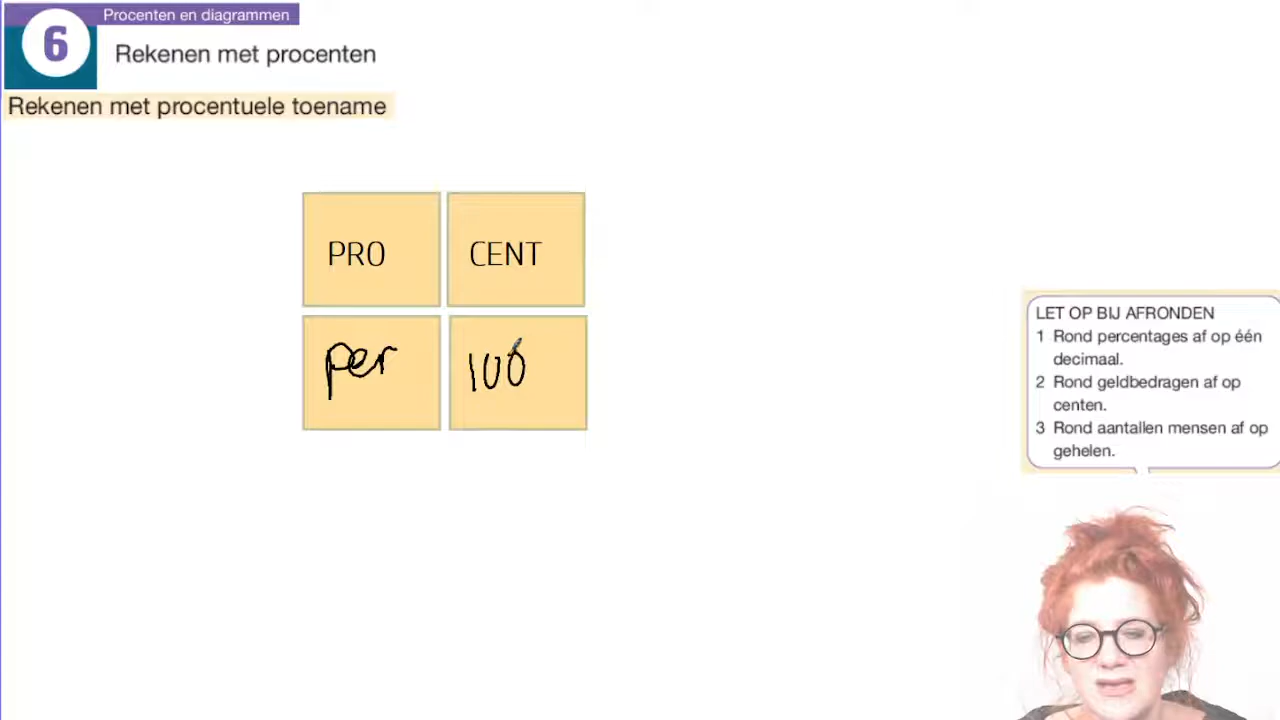 Procenten en diagrammen
6
Rekenen met procenten
Rekenen met procentuele toename
PRO CENT
per 100
LET OP BIJ AFRONDEN
1 Rond percentages af op één
decimaal.
2 Rond geldbedragen af op
centen.
3 Rond aantallen mensen af op
gehelen.